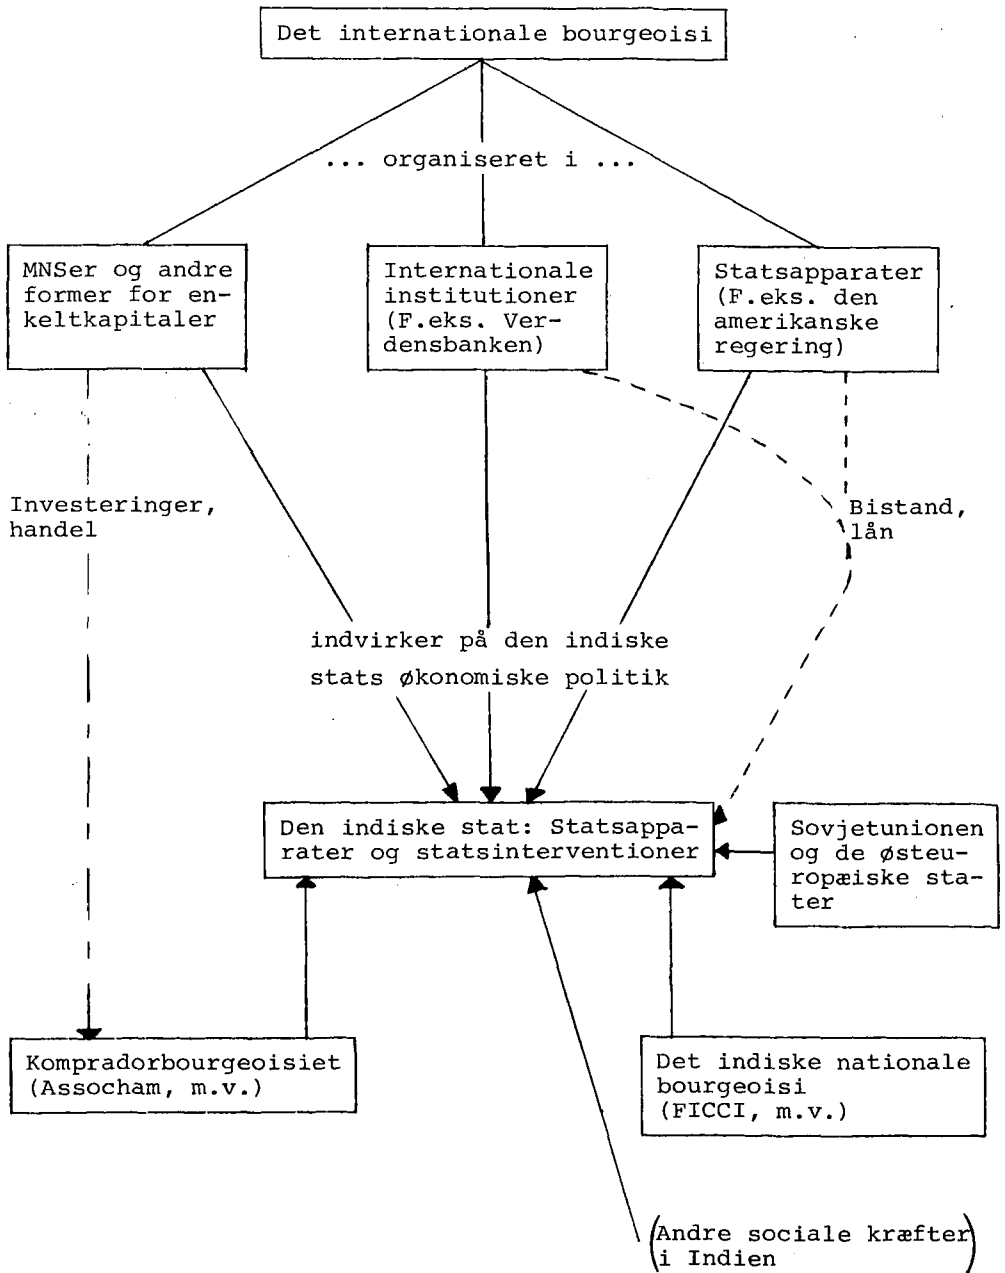 Det internationale bourgeoisi
... organiseret i ...
MNSer og andre
former for en-
keltkapitaler
Internationale
institutioner
(F.eks. Ver-
densbanken)
Statsapparater
(F.eks. den
amerikanske
regering)
Investeringer,
handel
Bistand,
lån
indvirker på den indiske
stats økonomiske politik
Den indiske stat: Statsappa-
rater og statsinterventioner
Sovjetunionen
og de østeu-
ropæiske sta-
ter
Kompradorbourgeoisiet
(Assocham, m.v.)
Det indiske nationale
bourgeoisi
(FICCI, m.v.)
(Andre sociale kræfter
i Indien)